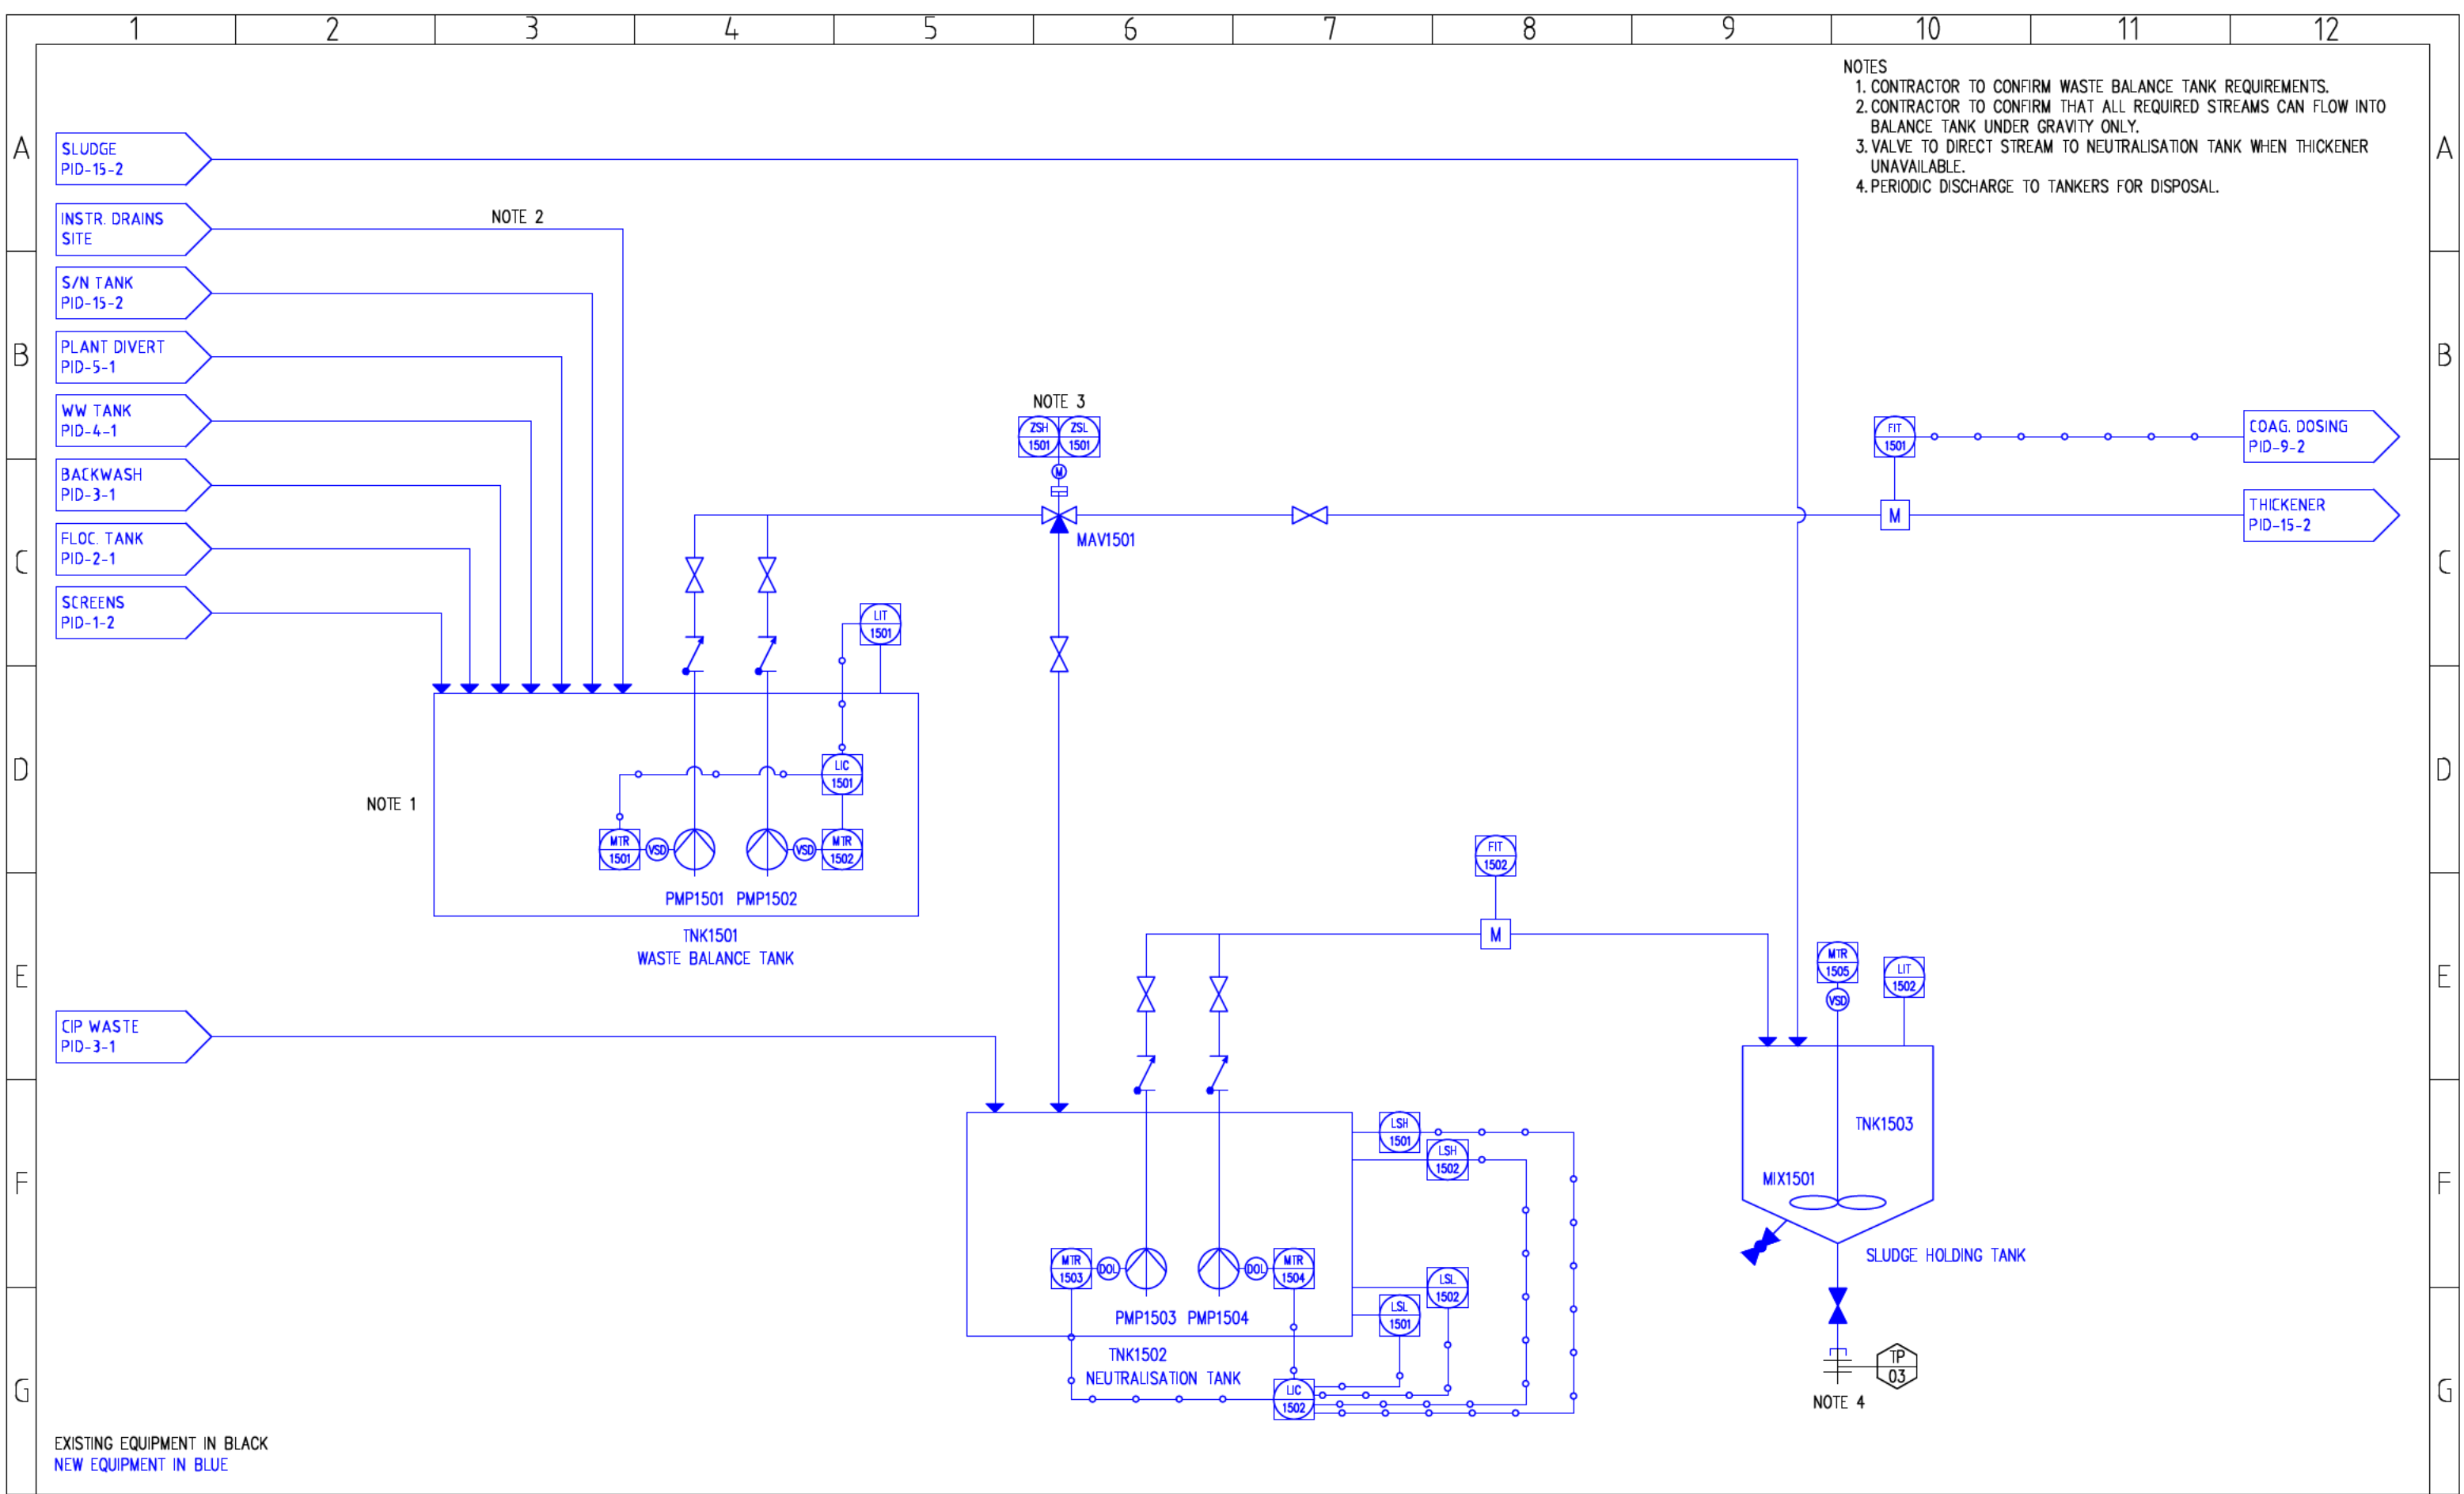 1 2 3 4 5 6 7 8 9 10 11 12
NOTES
1. CONTRACTOR TO CONFIRM WASTE BALANCE TANK REQUIREMENTS.
2. CONTRACTOR TO CONFIRM THAT ALL REQUIRED STREAMS CAN FLOW INTO
BALANCE TANK UNDER GRAVITY ONLY.
3. VALVE TO DIRECT STREAM TO NEUTRALISATION TANK WHEN THICKENER
UNAVAILABLE.
4. PERIODIC DISCHARGE TO TANKERS FOR DISPOSAL.
A
A
SLUDGE
PID-15-2
INSTR. DRAINS
SITE
NOTE 2
S/N TANK
PID-15-2
B
B
PLANT DIVERT
PID-5-1
WW TANK
PID-4-1
BACKWASH
PID-3-1
FLOC. TANK
PID-2-1
SCREENS
PID-1-2
NOTE 3
ZSH
1501
ZSL
1501
M
MAV1501
FIT
1501
M
COAG. DOSING
PID-9-2
THICKENER
PID-15-2
C
C
LIT
1501
D
D
LIC
1501
NOTE 1
MTR
1501
VSD
VSD
MTR
1502
PMP1501 PMP1502
TNK1501
WASTE BALANCE TANK
FIT
1502
M
E
E
MTR
1505
VSD
LIT
1502
CIP WASTE
PID-3-1
LSH
1501
LSH
1502
TNK1503
MIX1501
F
F
SLUDGE HOLDING TANK
MTR
1503
DOL
DOL
MTR
1504
LSL
1502
LSL
1501
PMP1503 PMP1504
TNK1502
NEUTRALISATION TANK
LIC
1502
TP
03
NOTE 4
G
G
EXISTING EQUIPMENT IN BLACK
NEW EQUIPMENT IN BLUE